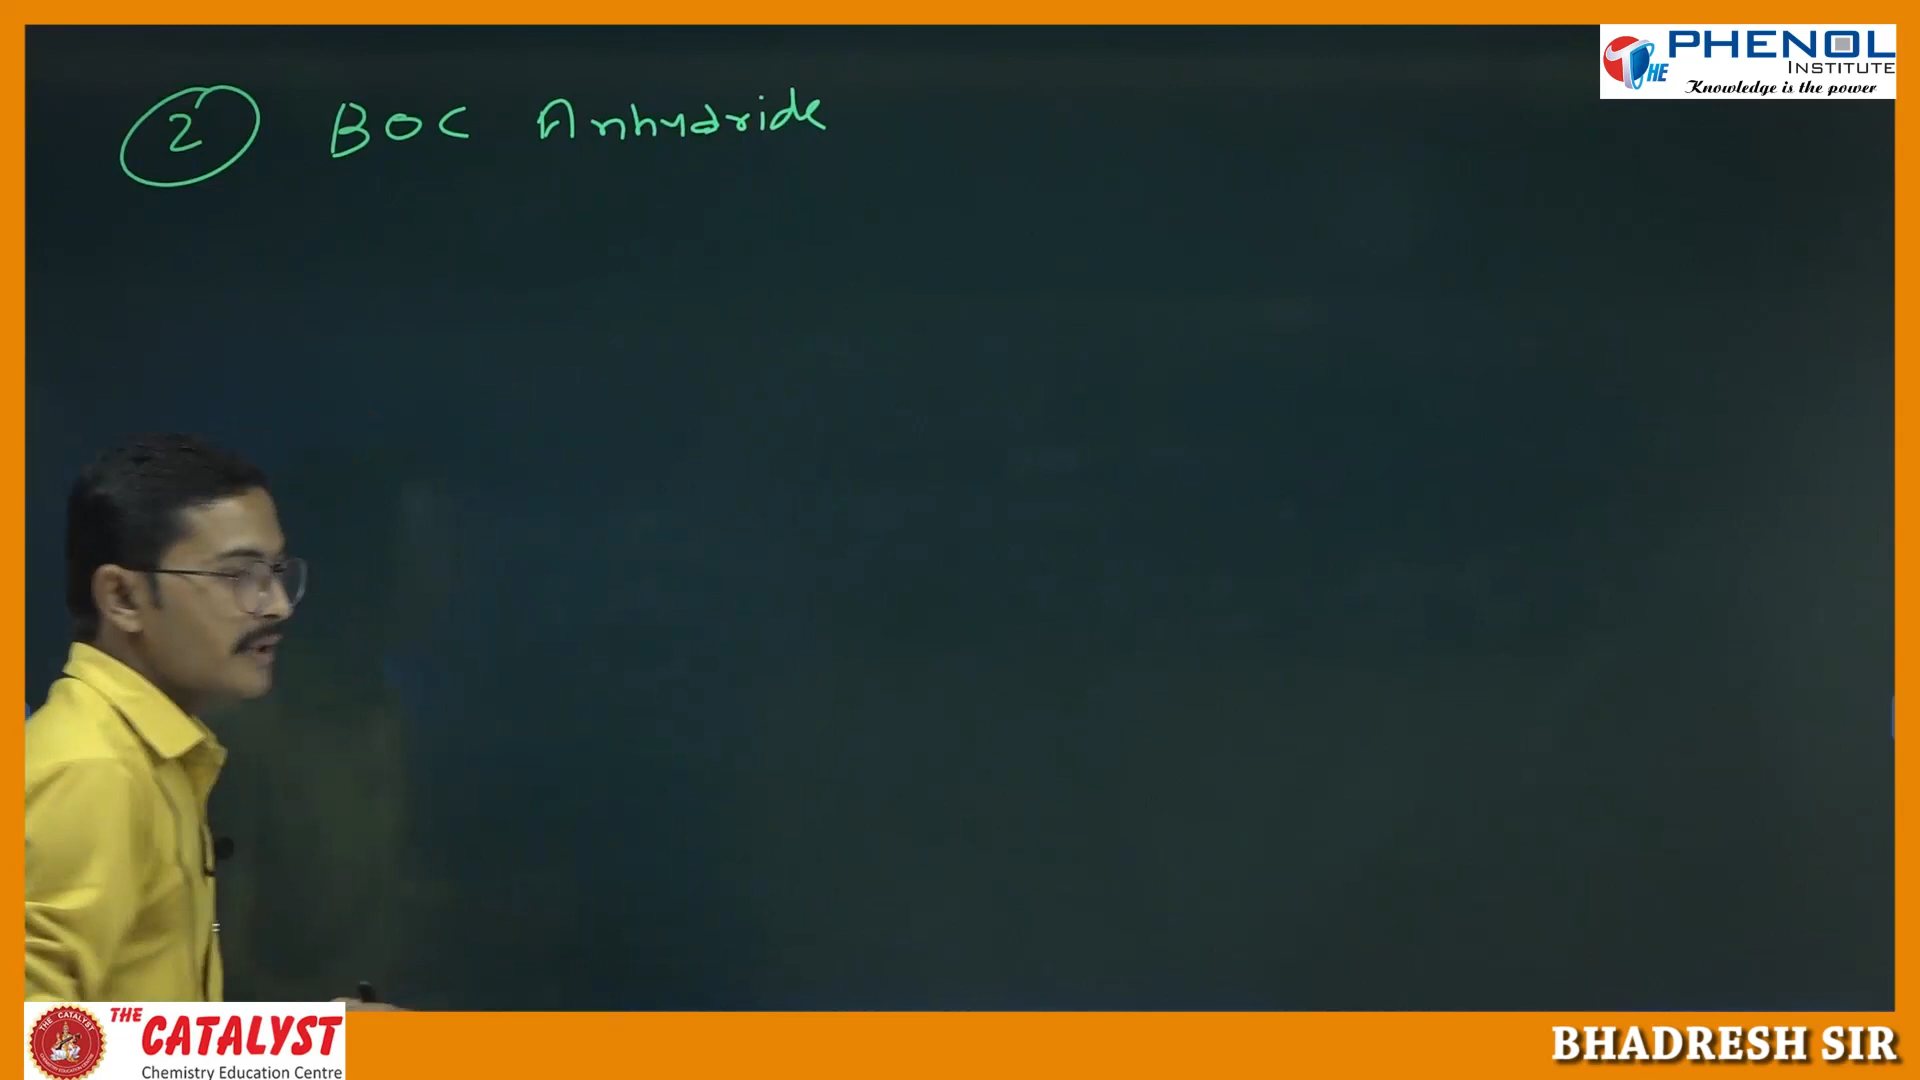 2 BOC Anhydride
THE PHENOL
INSTITUTE
Knowledge is the power
THE CATALYST
Chemistry Education Centre
BHADRESH SIR